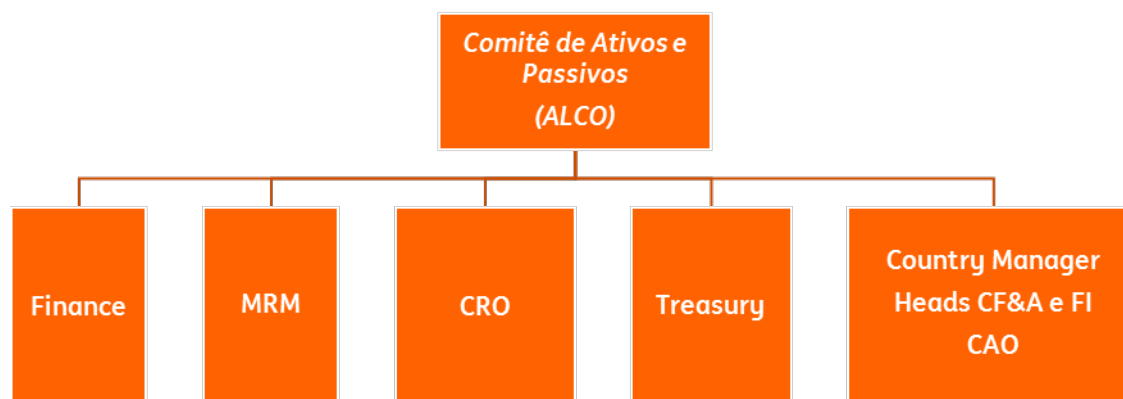 Comitê de Ativos e
Passivos
(ALCO)
Finance
MRM
CRO
Treasury
Country Manager
Heads CF&A e FI
CAO